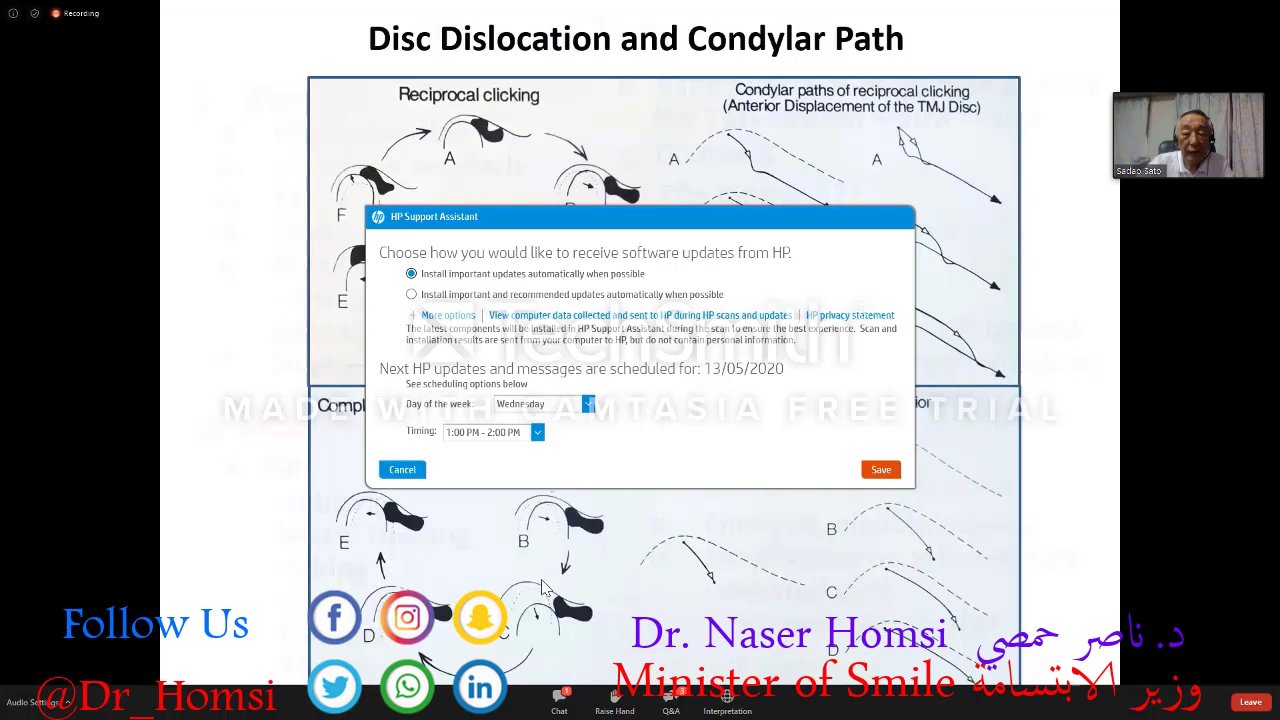 Recording
Disc Dislocation and Condylar Path
Reciprocal clicking
Condylar paths of reciprocal clicking
(Anterior Displacement of the TMJ Disc)
A
A
A
F
E
Sadao Sato
HP Support Assistant
Choose how you would like to receive software updates from HP.
Install important updates automatically when possible
Install important and recommended updates automatically when possible
+ More options | View computer data collected and sent to HP during HP scans and updates | HP privacy statement
The latest components will be installed in HP Support Assistant during the scan to ensure the best experience. Scan and
installation results are sent from your computer to HP, but do not contain personal information.
TechSmith
Next HP updates and messages are scheduled for: 13/05/2020
See scheduling options below
Day of the week: Wednesday
MADE WITH CAMTASIA FREE TRIAL
Timing: 1:00 PM - 2:00 PM
Cancel
Save
E
B
B
D
C
C
D
Follow Us
@Dr_Homsi
Dr. Naser Homsi د. ناصر حمصي
Minister of Smile وزير الابتسامة
Audio Settings
Chat 1
Raise Hand
Q&A 3
Interpretation
Leave